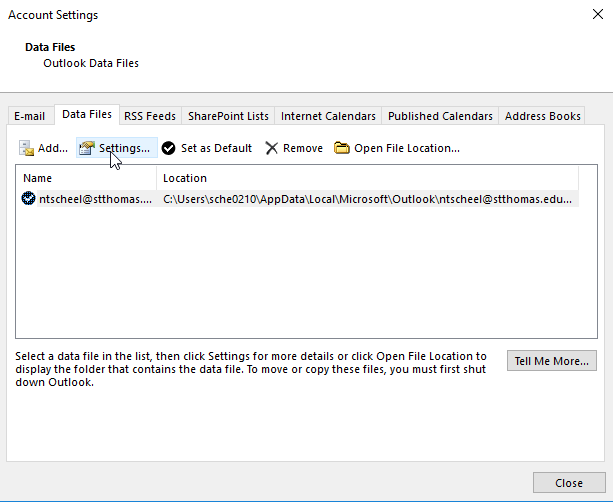 Account Settings
Data Files
Outlook Data Files
E-mail Data Files RSS Feeds SharePoint Lists Internet Calendars Published Calendars Address Books
Add... Settings... Set as Default Remove Open File Location...
Name Location
ntscheel@stthomas.... C:\Users\sche0210\AppData\Local\Microsoft\Outlook\ntscheel@stthomas.edu...
Select a data file in the list, then click Settings for more details or click Open File Location to
display the folder that contains the data file. To move or copy these files, you must first shut
down Outlook.
Tell Me More...
Close